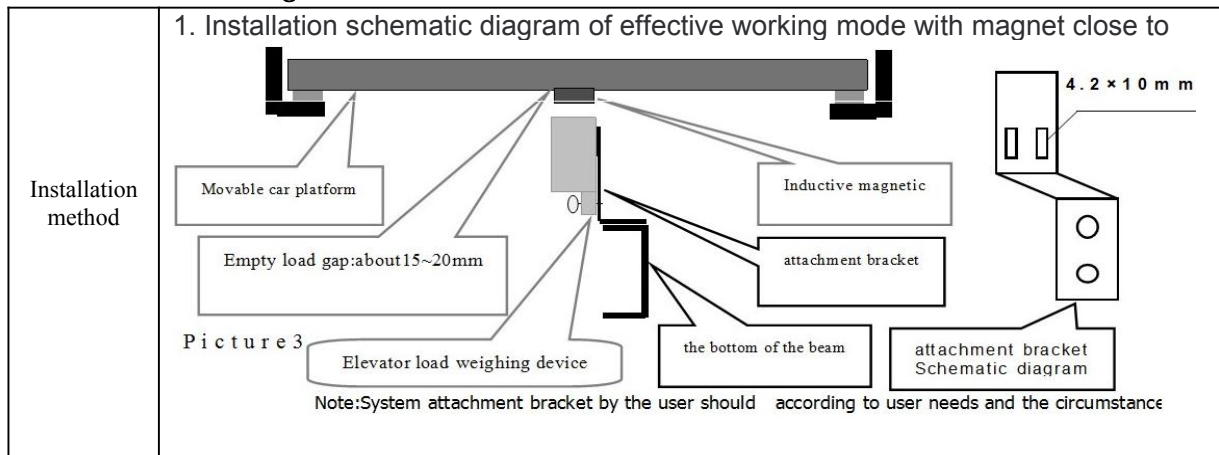 1. Installation schematic diagram of effective working mode with magnet close to
4.2×10mm
Installation
method
Movable car platform
Inductive magnetic
Empty load gap:about15~20mm
attachment bracket
Picture3
Elevator load weighing device
the bottom of the beam
attachment bracket
Schematic diagram
Note:System attachment bracket by the user should according to user needs and the circumstance